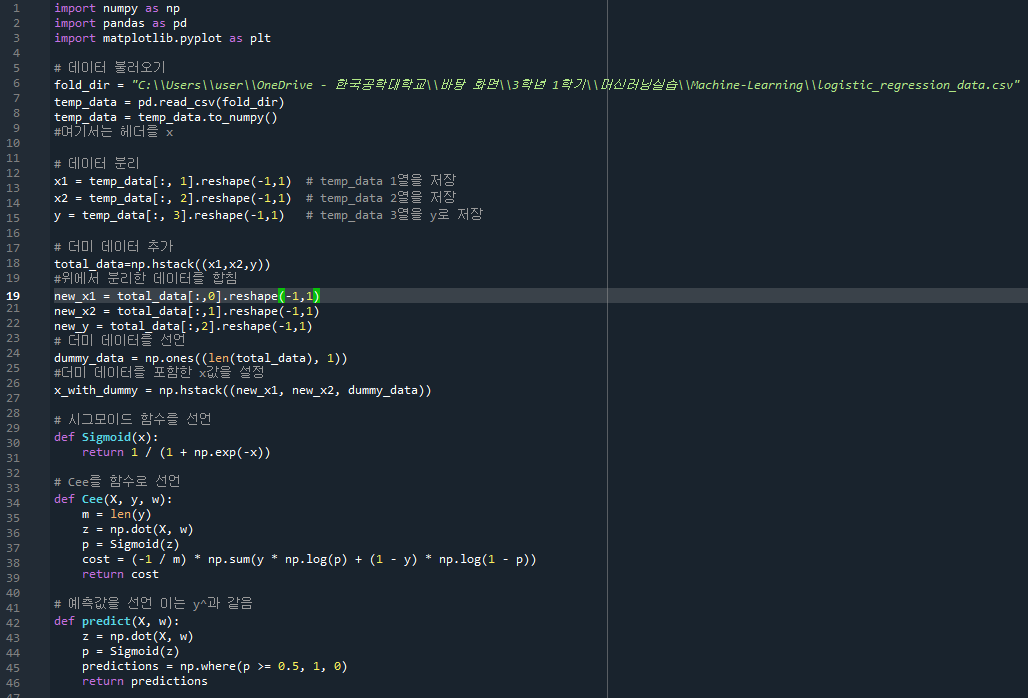 1 import numpy as np
2 import pandas as pd
3 import matplotlib.pyplot as plt
4
5 # 데이터 불러오기
6 fold_dir = "C:\\Users\\user\\OneDrive - 한국공학대학교\\바탕 화면\\3학년 1학기\\머신러닝실습\\Machine-Learning\\logistic_regression_data.csv"
7 temp_data = pd.read_csv(fold_dir)
8 temp_data = temp_data.to_numpy()
9 #여기서는 헤더를 x
10
11 # 데이터 분리
12 x1 = temp_data[:, 1].reshape(-1,1) # temp_data 1열을 저장
13 x2 = temp_data[:, 2].reshape(-1,1) # temp_data 2열을 저장
14 y = temp_data[:, 3].reshape(-1,1) # temp_data 3열을 y로 저장
15
16
17 # 더미 데이터 추가
18 total_data=np.hstack((x1,x2,y))
19 #위에서 분리한 데이터를 합침
19 new_x1 = total_data[:,0].reshape(-1,1)
21 new_x2 = total_data[:,1].reshape(-1,1)
22 new_y = total_data[:,2].reshape(-1,1)
23 # 더미 데이터를 선언
24 dummy_data = np.ones((len(total_data), 1))
25 #더미 데이터를 포함한 x값을 설정
26 x_with_dummy = np.hstack((new_x1, new_x2, dummy_data))
27
28 # 시그모이드 함수를 선언
29 def Sigmoid(x):
30 return 1 / (1 + np.exp(-x))
31
32 # Cee를 함수로 선언
33 def Cee(X, y, w):
34 m = len(y)
35 z = np.dot(X, w)
36 p = Sigmoid(z)
37 cost = (-1 / m) * np.sum(y * np.log(p) + (1 - y) * np.log(1 - p))
38 return cost
39
40
41 # 예측값을 선언 이는 y^과 같음
42 def predict(X, w):
43 z = np.dot(X, w)
44 p = Sigmoid(z)
45 predictions = np.where(p >= 0.5, 1, 0)
46 return predictions
47